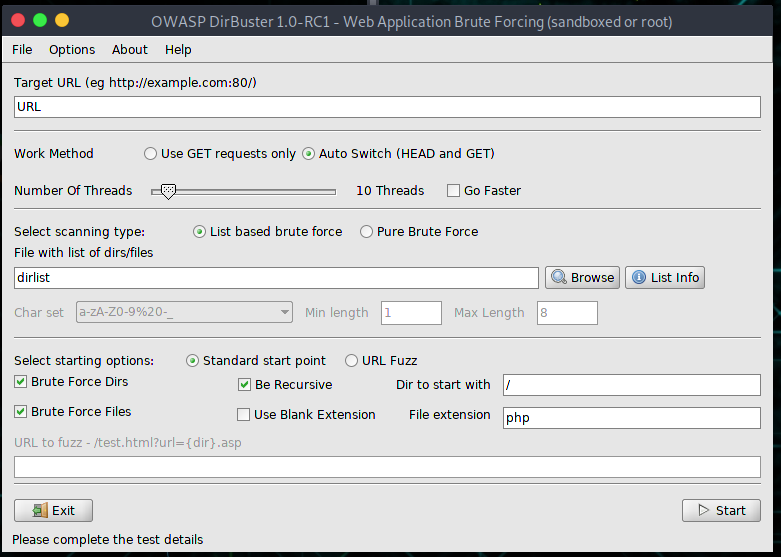 OWASP DirBuster 1.0-RC1 - Web Application Brute Forcing (sandboxed or root)
File Options About Help
Target URL (eg http://example.com:80/)
URL
Work Method Use GET requests only Auto Switch (HEAD and GET)
Number Of Threads 10 Threads Go Faster
Select scanning type: List based brute force Pure Brute Force
File with list of dirs/files
dirlist Browse List Info
Char set a-zA-Z0-9%20-_ Min length 1 Max Length 8
Select starting options: Standard start point URL Fuzz
Brute Force Dirs Be Recursive Dir to start with /
Brute Force Files Use Blank Extension File extension php
URL to fuzz - /test.html?url={dir}.asp
Exit Start
Please complete the test details